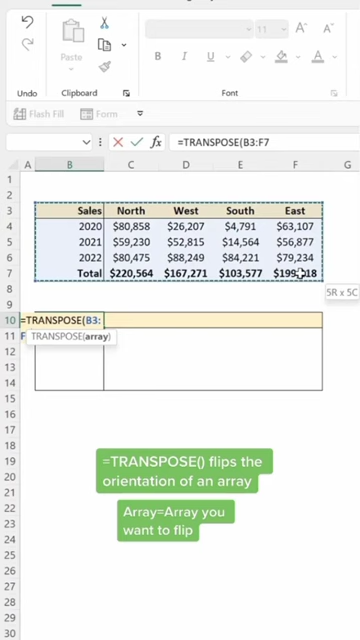 11
A^
A˅
Paste
B I U
A
Undo
Clipboard
Font
Flash Fill
Form
fx
=TRANSPOSE(B3:F7
A B C D E F G
1
2
3 Sales North West South East
4 2020 $80,858 $26,207 $4,791 $63,107
5 2021 $59,230 $52,815 $14,564 $56,877
6 2022 $80,475 $88,249 $84,221 $79,234
7 Total $220,564 $167,271 $103,577
8 5R x 5C
9
10 =TRANSPOSE(B3:
11 F TRANSPOSE(array)
12
13
14
15
16
17
18
19 =TRANSPOSE() flips the
20 orientation of an array
21
22 Array=Array you
23 want to flip
24
25
26
27
28
29
30